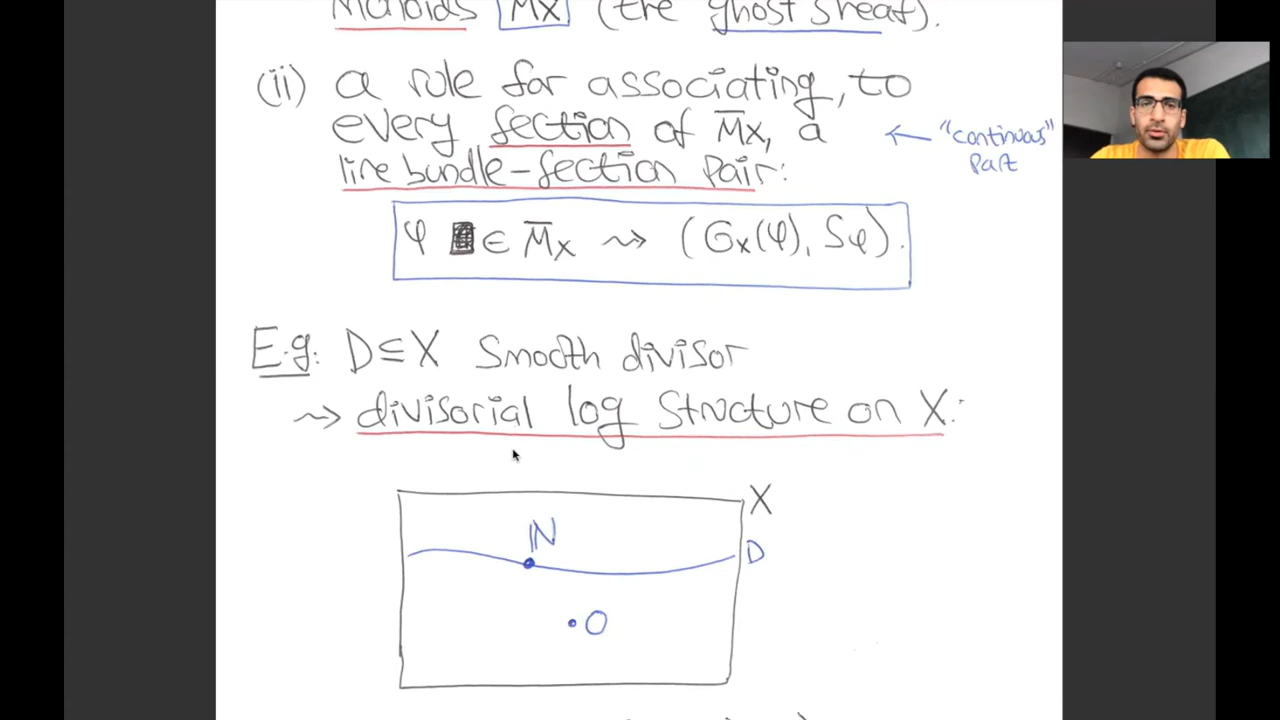 Monoids M̅x (the ghost sheaf).
(ii) a rule for associating, to
every section of M̅x, a
line bundle-section pair:
← "continuous"
part
φ ∈ M̅x ⇝ (Ox(φ), Sφ).
E.g: D ⊆ X smooth divisor
⇝ divisorial log structure on X:
X
ℕ
D
0